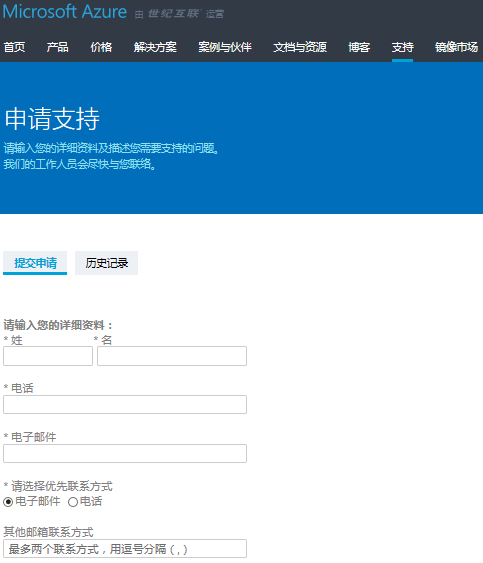 Microsoft Azure 由 世纪互联 运营
首页 产品 价格 解决方案 案例与伙伴 文档与资源 博客 支持 镜像市场
申请支持
请输入您的详细资料及描述您需要支持的问题。
我们的工作人员会尽快与您联络。
提交申请 历史记录
请输入您的详细资料：
* 姓 * 名
* 电话
* 电子邮件
* 请选择优先联系方式
电子邮件 电话
其他邮箱联系方式
最多两个联系方式，用逗号分隔 ( , )